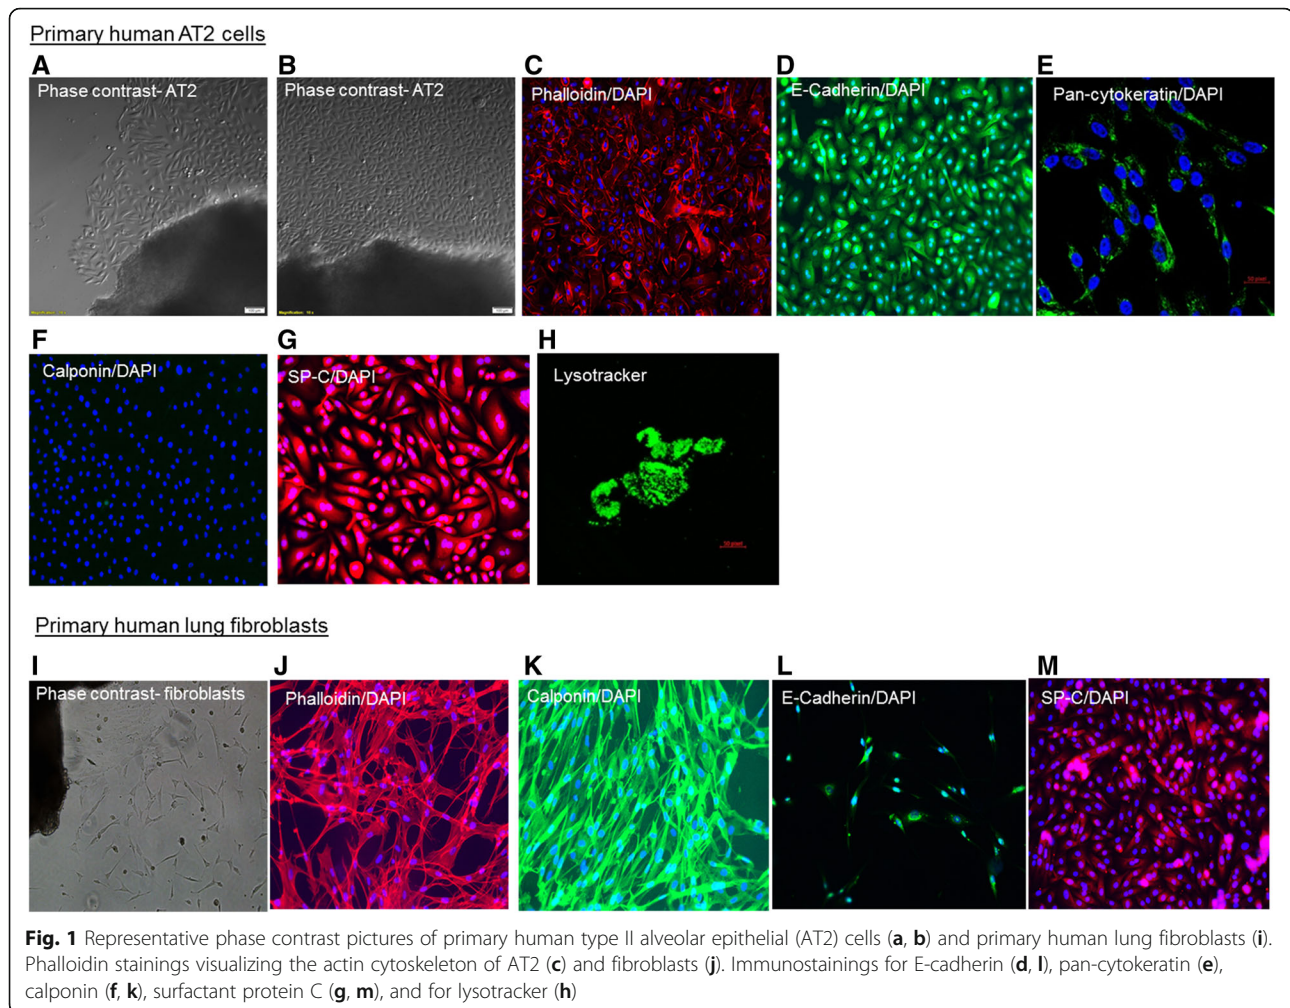 Primary human AT2 cells
A
B
C
D
E
Phase contrast- AT2
Phase contrast- AT2
Phalloidin/DAPI
E-Cadherin/DAPI
Pan-cytokeratin/DAPI
F
G
H
Calponin/DAPI
SP-C/DAPI
Lysotracker
Primary human lung fibroblasts
I
J
K
L
M
Phase contrast- fibroblasts
Phalloidin/DAPI
Calponin/DAPI
E-Cadherin/DAPI
SP-C/DAPI
Fig. 1 Representative phase contrast pictures of primary human type II alveolar epithelial (AT2) cells (a, b) and primary human lung fibroblasts (i).
Phalloidin stainings visualizing the actin cytoskeleton of AT2 (c) and fibroblasts (j). Immunostainings for E-cadherin (d, l), pan-cytokeratin (e),
calponin (f, k), surfactant protein C (g, m), and for lysotracker (h)